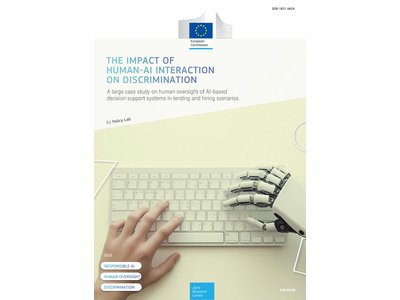 ISSN 1831-9424
European
Commission
THE IMPACT OF
HUMAN-AI INTERACTION
ON DISCRIMINATION
A large case study on human oversight of AI-based
decision support systems in lending and hiring scenarios.
EU Policy Lab
RESPONSIBLE AI
HUMAN OVERSIGHT
DISCRIMINATION
Joint
Research
Centre